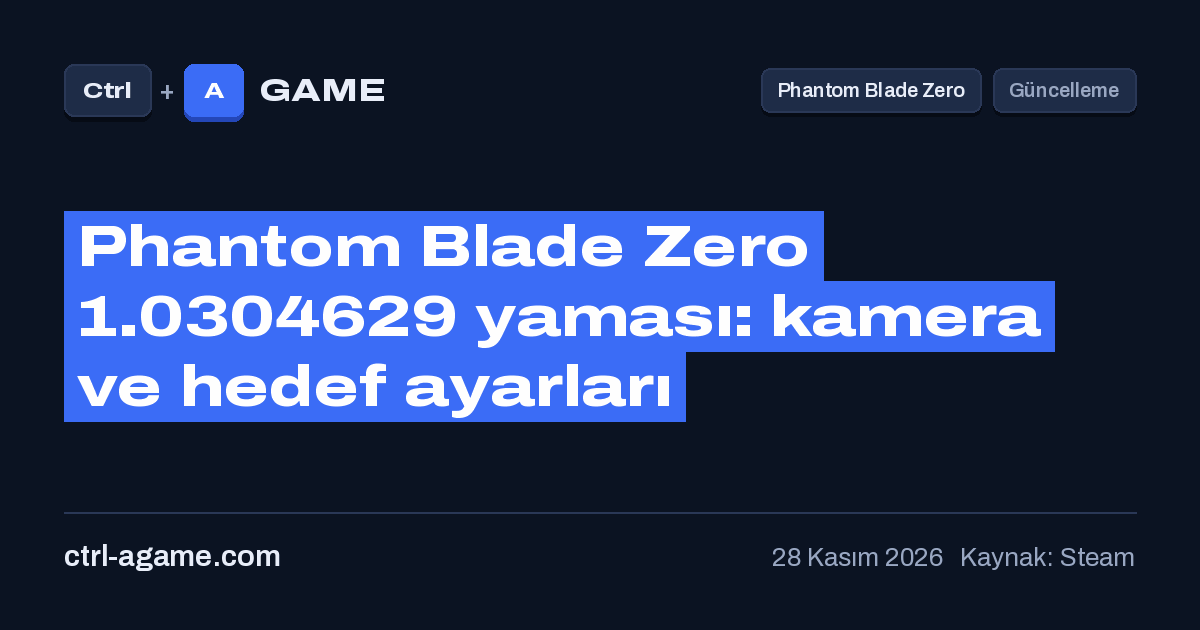 Ctrl + A GAME
Phantom Blade Zero
Güncelleme
Phantom Blade Zero
1.0304629 yaması: kamera
ve hedef ayarları
ctrl-agame.com
28 Kasım 2026 Kaynak: Steam